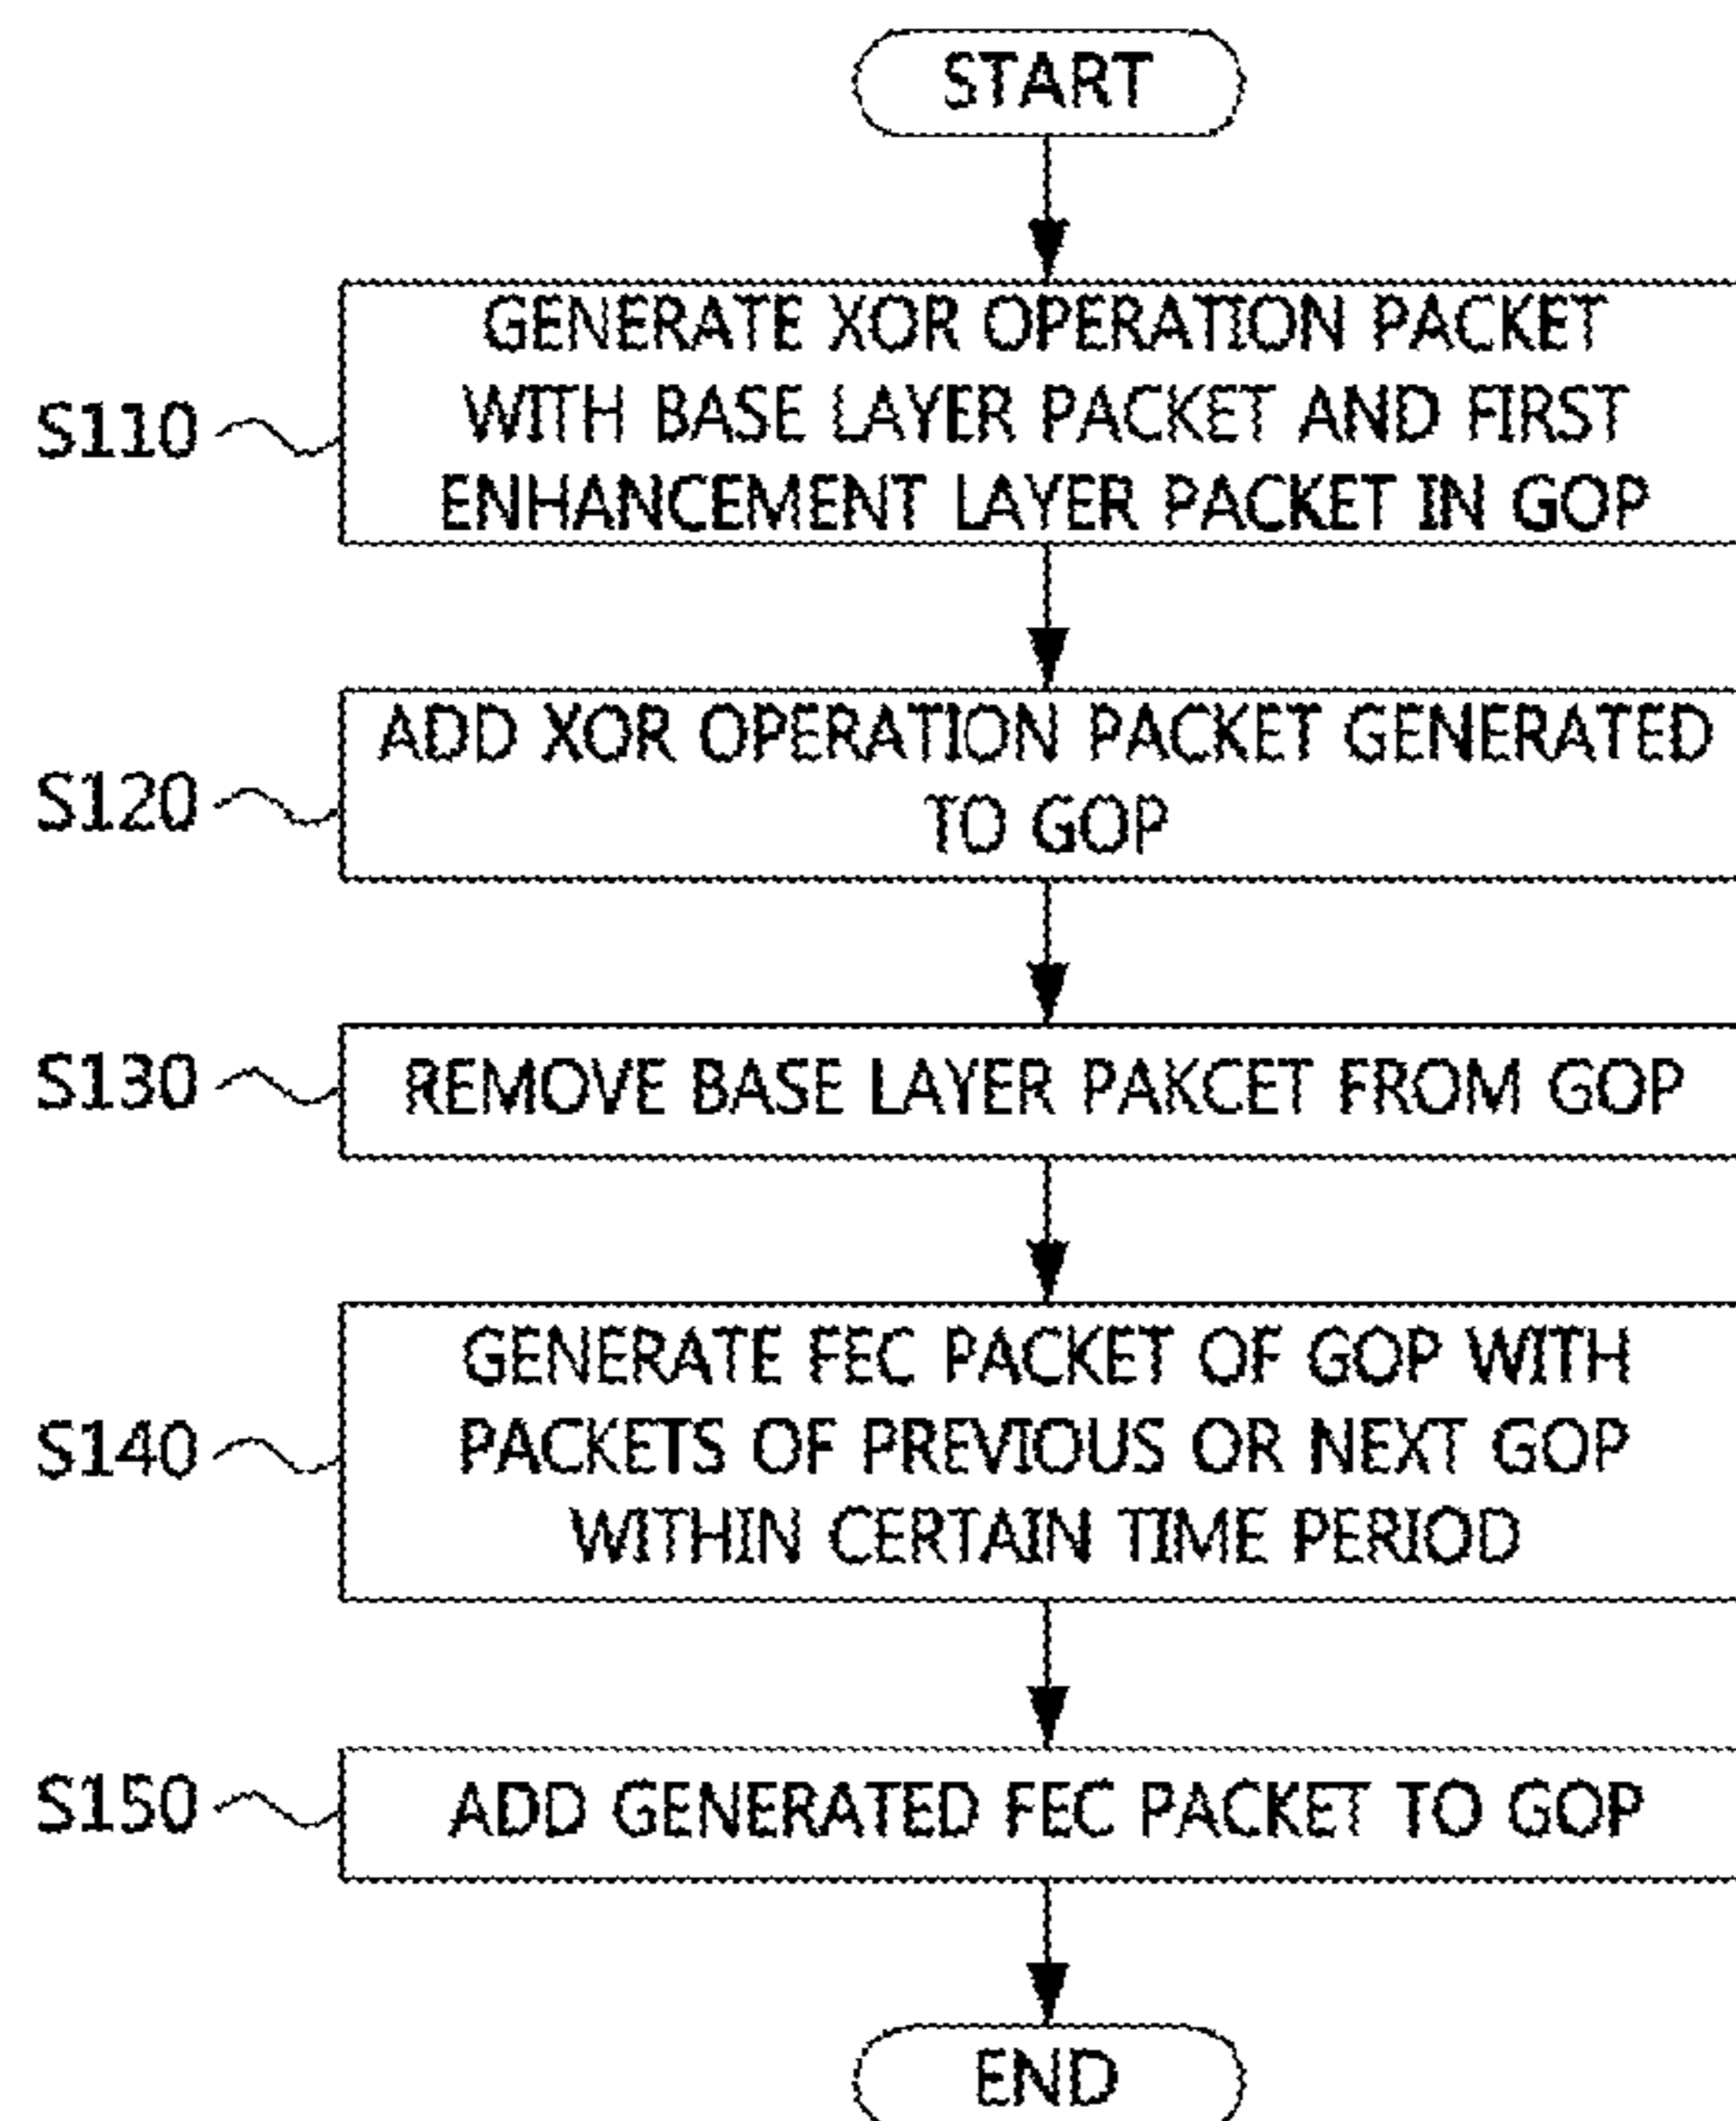 START
GENERATE XOR OPERATION PACKET
WITH BASE LAYER PACKET AND FIRST
ENHANCEMENT LAYER PACKET IN GOP
S110
ADD XOR OPERATION PACKET GENERATED
TO GOP
S120
REMOVE BASE LAYER PAKCET FROM GOP
S130
GENERATE FEC PACKET OF GOP WITH
PACKETS OF PREVIOUS OR NEXT GOP
WITHIN CERTAIN TIME PERIOD
S140
ADD GENERATED FEC PACKET TO GOP
S150
END